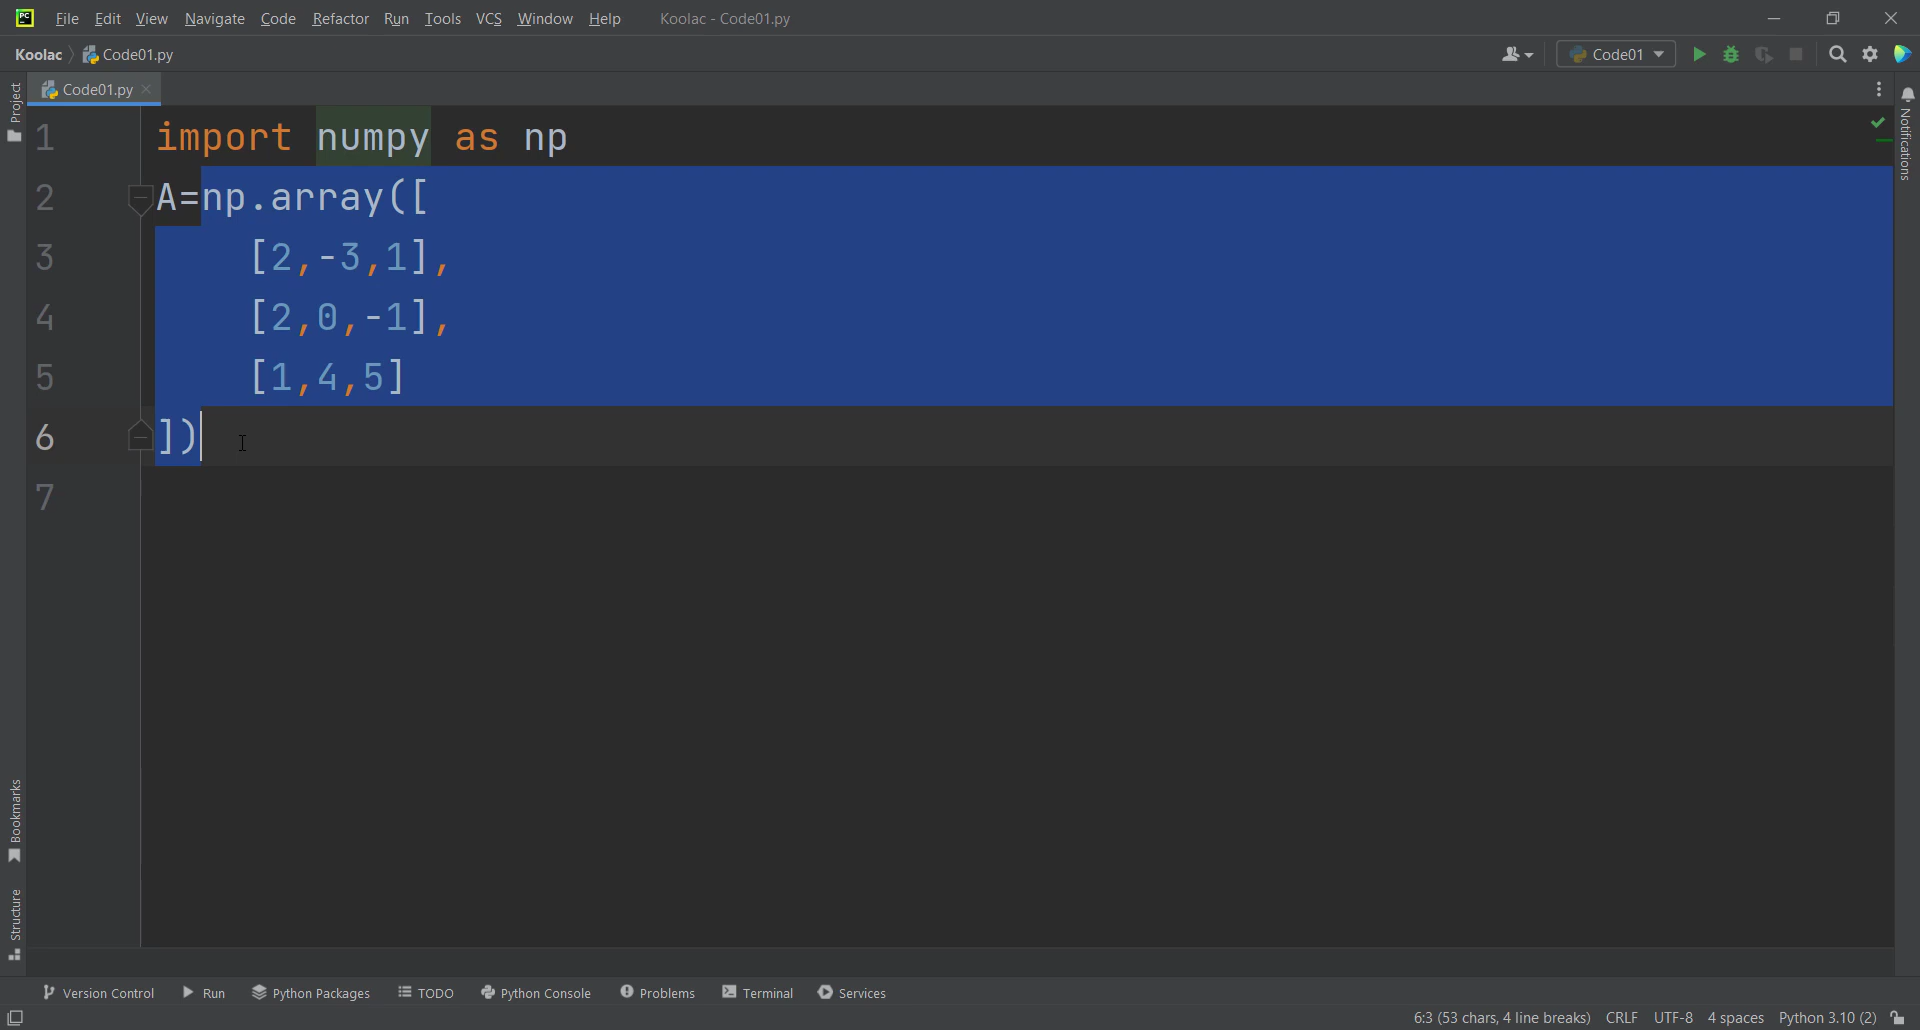 PC
File Edit View Navigate Code Refactor Run Tools VCS Window Help Koolac - Code01.py
Koolac Code01.py
Code01
Code01.py
Project
Notifications
1 import numpy as np
2 A=np.array([
3 [2,-3,1],
4 [2,0,-1],
5 [1,4,5]
6 ])
7
Bookmarks
Structure
Version Control Run Python Packages TODO Python Console Problems Terminal Services
6:3 (53 chars, 4 line breaks) CRLF UTF-8 4 spaces Python 3.10 (2)